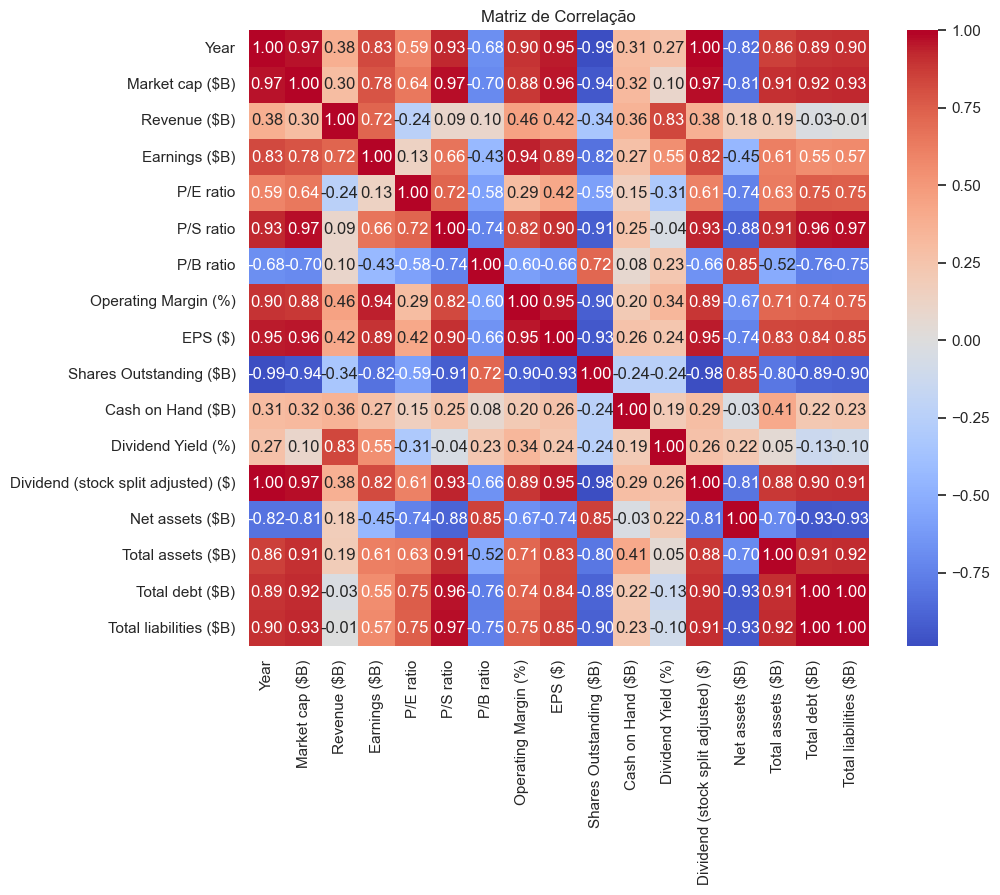 Matriz de Correlação
Year 1.00 0.97 0.38 0.83 0.59 0.93 -0.68 0.90 0.95 -0.99 0.31 0.27 1.00 -0.82 0.86 0.89 0.90
Market cap ($B) 0.97 1.00 0.30 0.78 0.64 0.97 -0.70 0.88 0.96 -0.94 0.32 0.10 0.97 -0.81 0.91 0.92 0.93
Revenue ($B) 0.38 0.30 1.00 0.72 -0.24 0.09 0.10 0.46 0.42 -0.34 0.36 0.83 0.38 0.18 0.19 -0.03 -0.01
Earnings ($B) 0.83 0.78 0.72 1.00 0.13 0.66 -0.43 0.94 0.89 -0.82 0.27 0.55 0.82 -0.45 0.61 0.55 0.57
P/E ratio 0.59 0.64 -0.24 0.13 1.00 0.72 -0.58 0.29 0.42 -0.59 0.15 -0.31 0.61 -0.74 0.63 0.75 0.75
P/S ratio 0.93 0.97 0.09 0.66 0.72 1.00 -0.74 0.82 0.90 -0.91 0.25 -0.04 0.93 -0.88 0.91 0.96 0.97
P/B ratio -0.68 -0.70 0.10 -0.43 -0.58 -0.74 1.00 -0.60 -0.66 0.72 0.08 0.23 -0.66 0.85 -0.52 -0.76 -0.75
Operating Margin (%) 0.90 0.88 0.46 0.94 0.29 0.82 -0.60 1.00 0.95 -0.90 0.20 0.34 0.89 -0.67 0.71 0.74 0.75
EPS ($) 0.95 0.96 0.42 0.89 0.42 0.90 -0.66 0.95 1.00 -0.93 0.26 0.24 0.95 -0.74 0.83 0.84 0.85
Shares Outstanding ($B) -0.99 -0.94 -0.34 -0.82 -0.59 -0.91 0.72 -0.90 -0.93 1.00 -0.24 -0.24 -0.98 0.85 -0.80 -0.89 -0.90
Cash on Hand ($B) 0.31 0.32 0.36 0.27 0.15 0.25 0.08 0.20 0.26 -0.24 1.00 0.19 0.29 -0.03 0.41 0.22 0.23
Dividend Yield (%) 0.27 0.10 0.83 0.55 -0.31 -0.04 0.23 0.34 0.24 -0.24 0.19 1.00 0.26 0.22 0.05 -0.13 -0.10
Dividend (stock split adjusted) ($) 1.00 0.97 0.38 0.82 0.61 0.93 -0.66 0.89 0.95 -0.98 0.29 0.26 1.00 -0.81 0.88 0.90 0.91
Net assets ($B) -0.82 -0.81 0.18 -0.45 -0.74 -0.88 0.85 -0.67 -0.74 0.85 -0.03 0.22 -0.81 1.00 -0.70 -0.93 -0.93
Total assets ($B) 0.86 0.91 0.19 0.61 0.63 0.91 -0.52 0.71 0.83 -0.80 0.41 0.05 0.88 -0.70 1.00 0.91 0.92
Total debt ($B) 0.89 0.92 -0.03 0.55 0.75 0.96 -0.76 0.74 0.84 -0.89 0.22 -0.13 0.90 -0.93 0.91 1.00 1.00
Total liabilities ($B) 0.90 0.93 -0.01 0.57 0.75 0.97 -0.75 0.75 0.85 -0.90 0.23 -0.10 0.91 -0.93 0.92 1.00 1.00
Year
Market cap ($B)
Revenue ($B)
Earnings ($B)
P/E ratio
P/S ratio
P/B ratio
Operating Margin (%)
EPS ($)
Shares Outstanding ($B)
Cash on Hand ($B)
Dividend Yield (%)
Dividend (stock split adjusted) ($)
Net assets ($B)
Total assets ($B)
Total debt ($B)
Total liabilities ($B)
1.00
0.75
0.50
0.25
0.00
−0.25
−0.50
−0.75